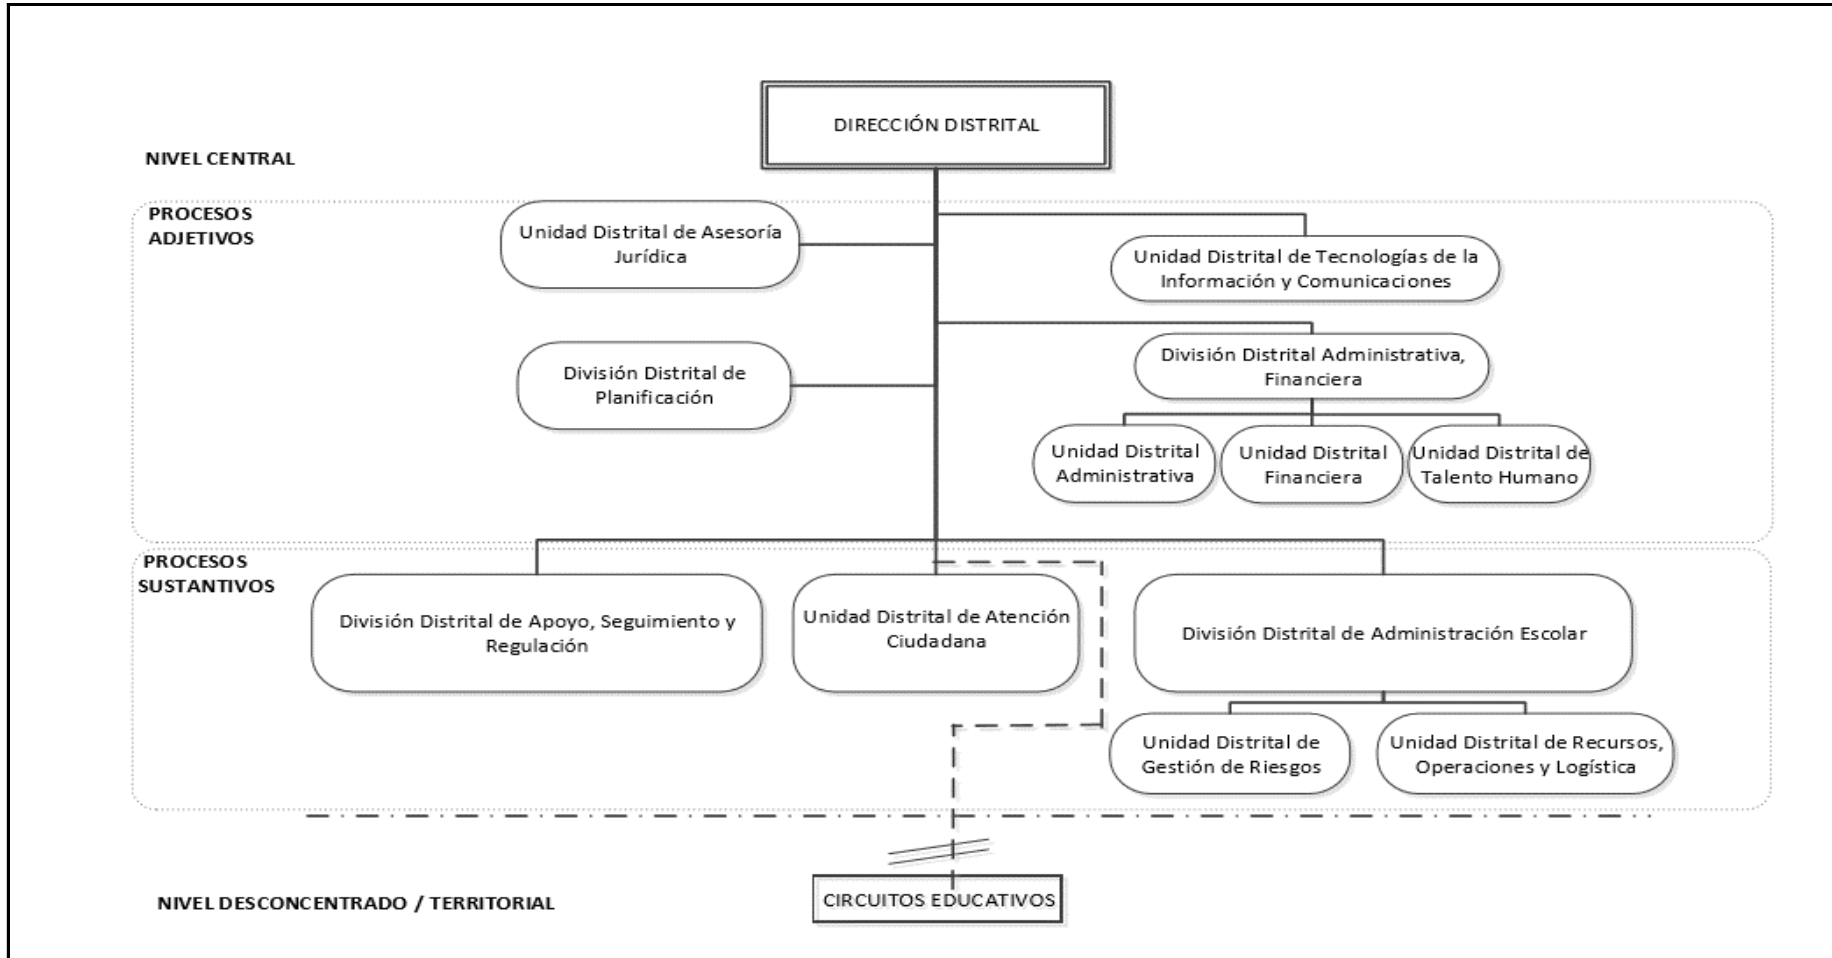 DIRECCIÓN DISTRITAL
NIVEL CENTRAL
PROCESOS
ADJETIVOS
Unidad Distrital de Asesoría
Jurídica
Unidad Distrital de Tecnologías de la
Información y Comunicaciones
División Distrital de
Planificación
División Distrital Administrativa,
Financiera
Unidad Distrital
Administrativa
Unidad Distrital
Financiera
Unidad Distrital de
Talento Humano
PROCESOS
SUSTANTIVOS
División Distrital de Apoyo, Seguimiento y
Regulación
Unidad Distrital de Atención
Ciudadana
División Distrital de Administración Escolar
Unidad Distrital de
Gestión de Riesgos
Unidad Distrital de Recursos,
Operaciones y Logística
NIVEL DESCONCENTRADO / TERRITORIAL
CIRCUITOS EDUCATIVOS